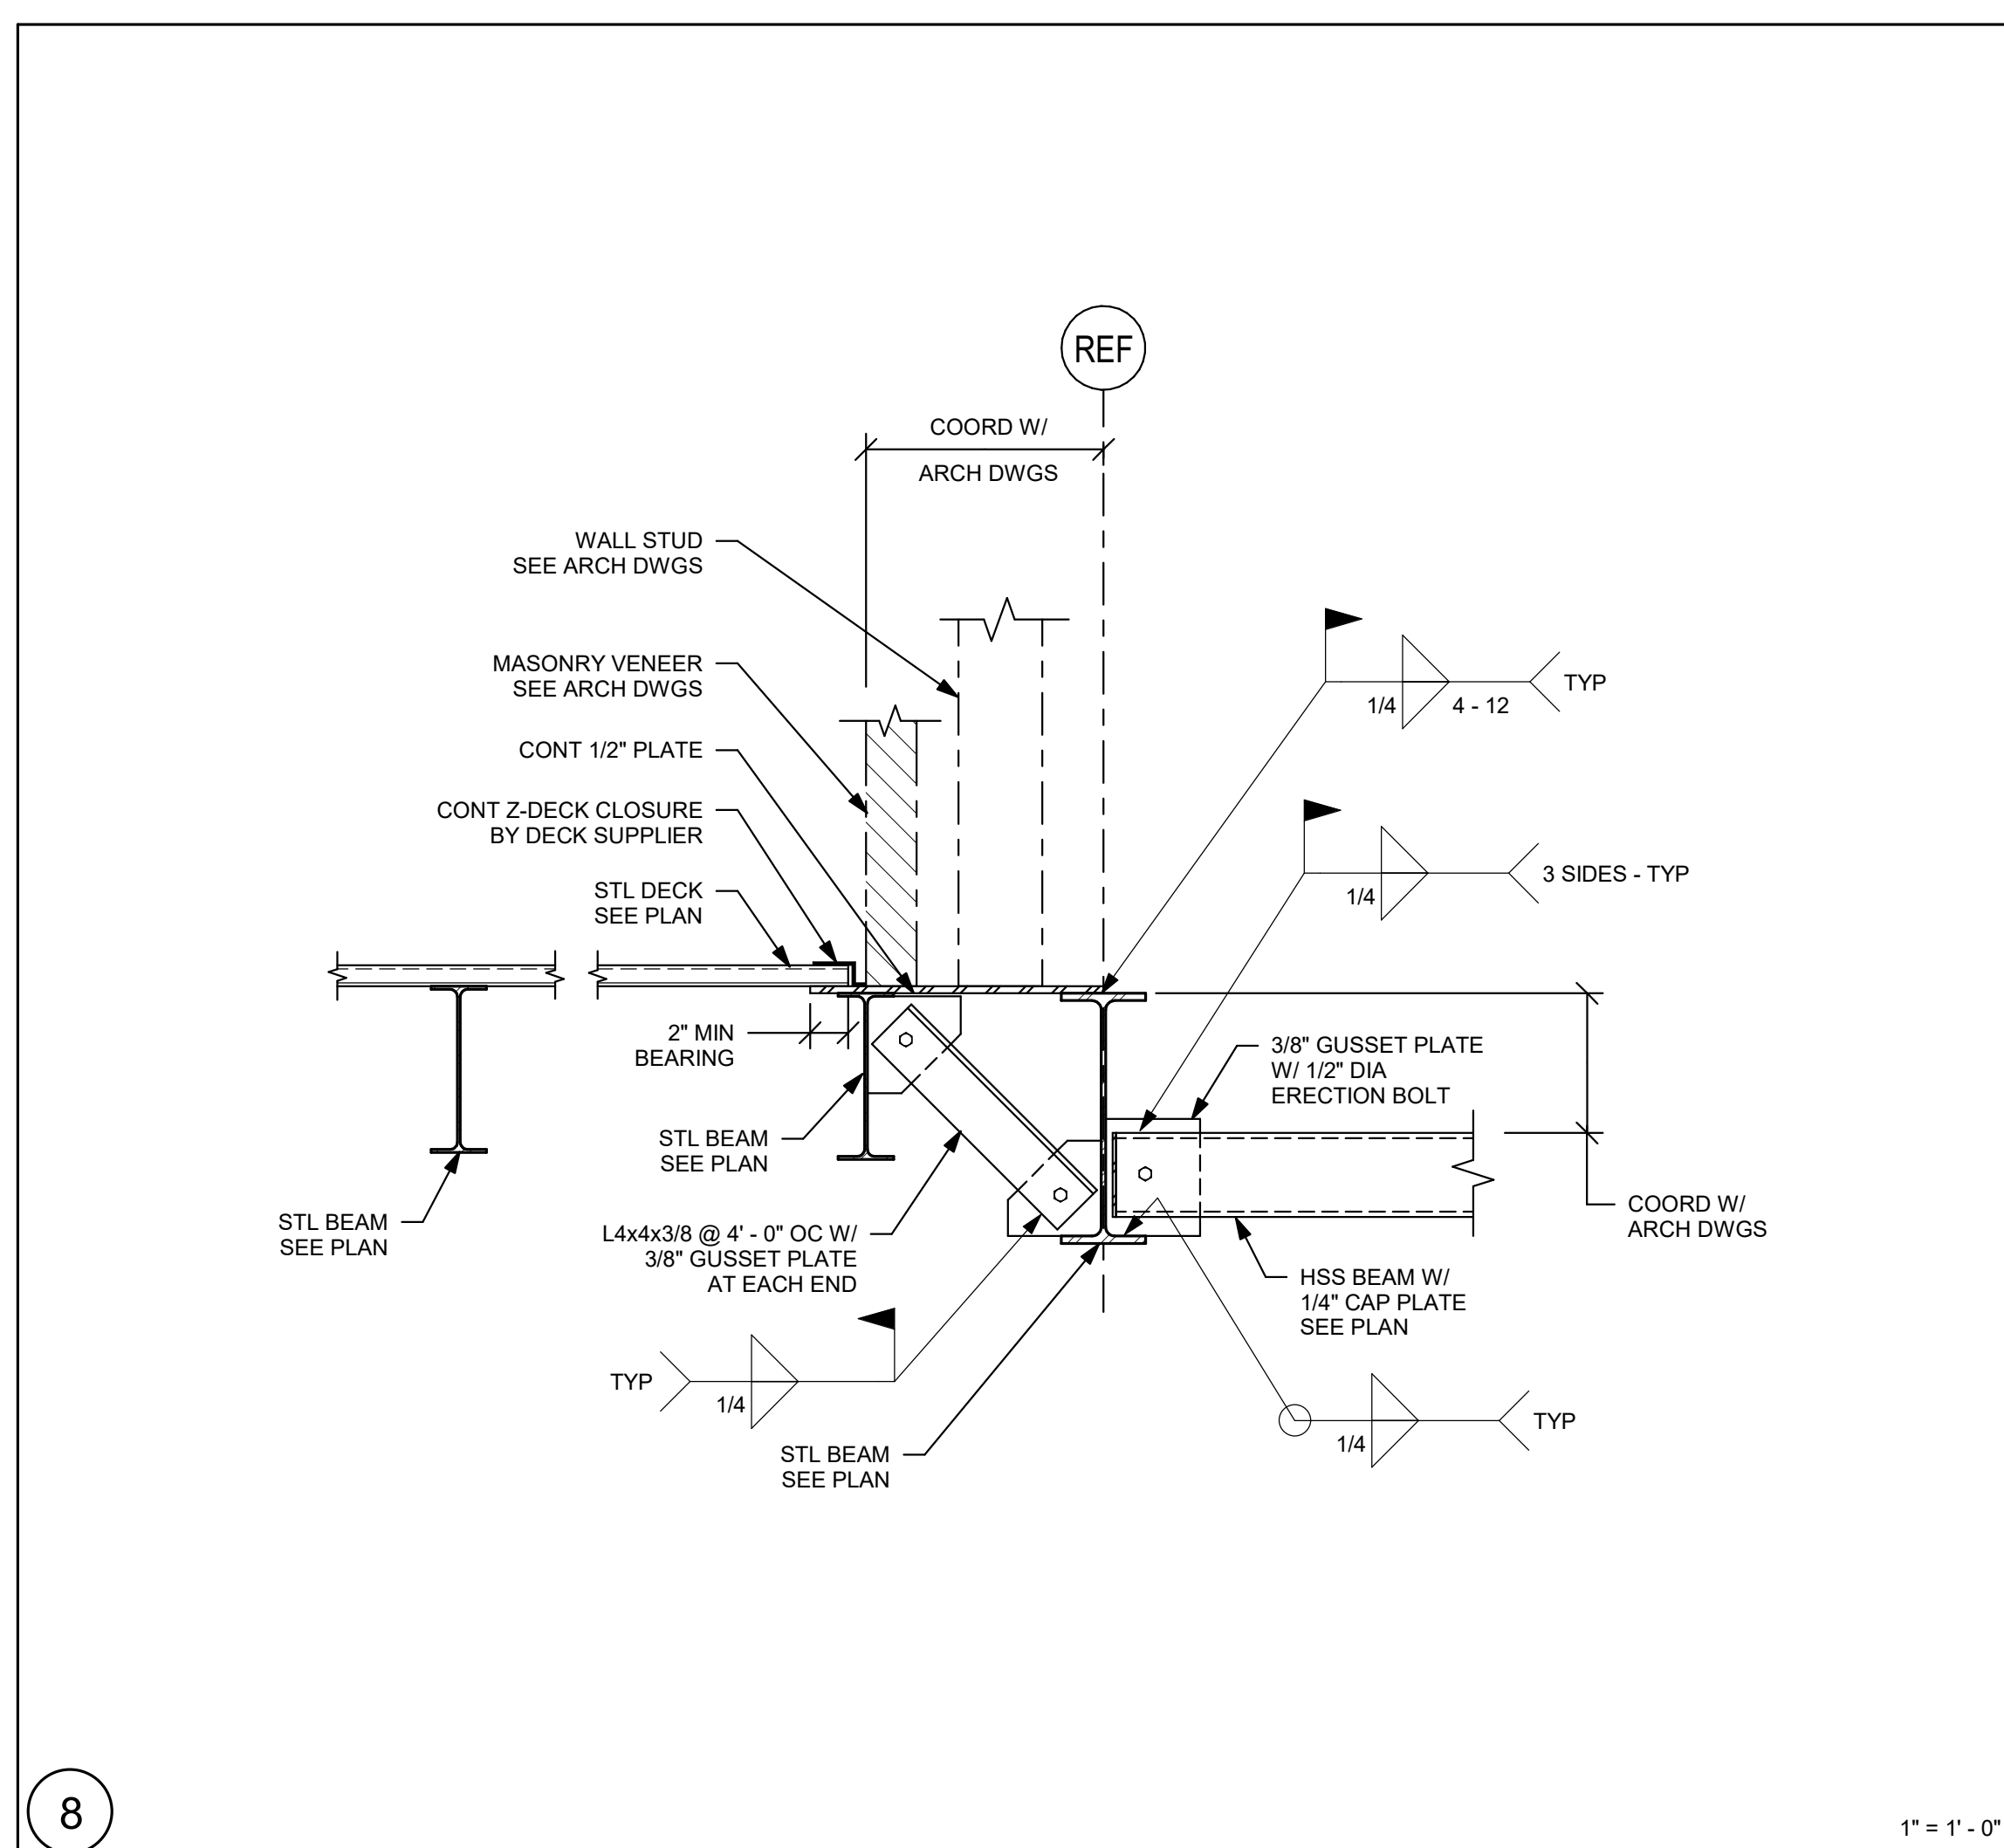 REF
COORD W/
ARCH DWGS
WALL STUD
SEE ARCH DWGS
MASONRY VENEER
SEE ARCH DWGS
CONT 1/2" PLATE
CONT Z-DECK CLOSURE
BY DECK SUPPLIER
STL DECK
SEE PLAN
TYP
1/4
4 - 12
3 SIDES - TYP
1/4
2" MIN
BEARING
3/8" GUSSET PLATE
W/ 1/2" DIA
ERECTION BOLT
STL BEAM
SEE PLAN
STL BEAM
SEE PLAN
COORD W/
ARCH DWGS
L4x4x3/8 @ 4' - 0" OC W/
3/8" GUSSET PLATE
AT EACH END
HSS BEAM W/
1/4" CAP PLATE
SEE PLAN
TYP
1/4
TYP
1/4
STL BEAM
SEE PLAN
8
1" = 1' - 0"